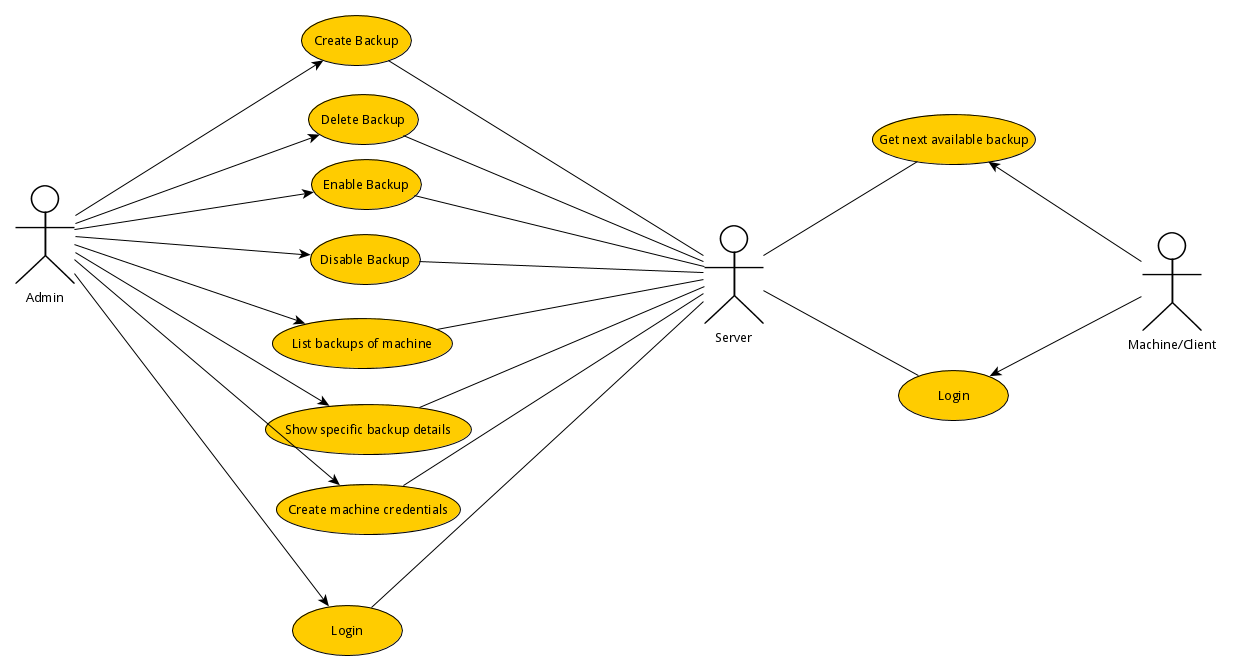 Create Backup
Delete Backup
Get next available backup
Enable Backup
Disable Backup
Admin
Server
List backups of machine
Machine/Client
Login
Show specific backup details
Create machine credentials
Login